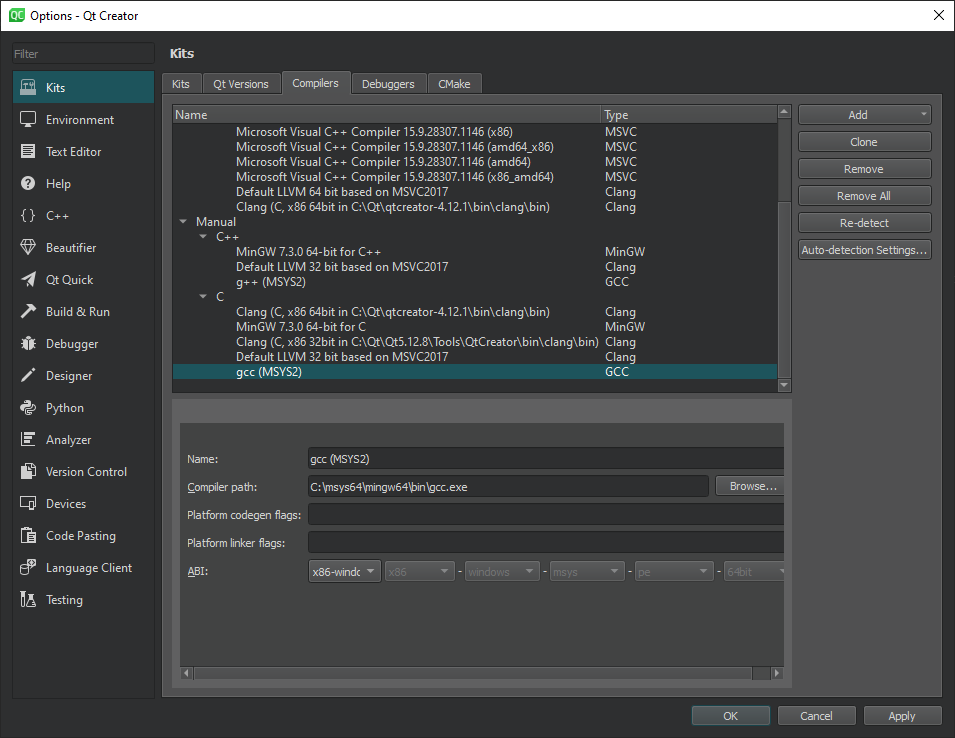 QC Options - Qt Creator
Filter
Kits
Environment
Text Editor
Help
C++
Beautifier
Qt Quick
Build & Run
Debugger
Designer
Python
Analyzer
Version Control
Devices
Code Pasting
Language Client
Testing
Kits
Kits Qt Versions Compilers Debuggers CMake
Name Type
Microsoft Visual C++ Compiler 15.9.28307.1146 (x86) MSVC
Microsoft Visual C++ Compiler 15.9.28307.1146 (amd64_x86) MSVC
Microsoft Visual C++ Compiler 15.9.28307.1146 (amd64) MSVC
Microsoft Visual C++ Compiler 15.9.28307.1146 (x86_amd64) MSVC
Default LLVM 64 bit based on MSVC2017 Clang
Clang (C, x86 64bit in C:\Qt\qtcreator-4.12.1\bin\clang\bin) Clang
Manual
C++
MinGW 7.3.0 64-bit for C++ MinGW
Default LLVM 32 bit based on MSVC2017 Clang
g++ (MSYS2) GCC
C
Clang (C, x86 64bit in C:\Qt\qtcreator-4.12.1\bin\clang\bin) Clang
MinGW 7.3.0 64-bit for C MinGW
Clang (C, x86 32bit in C:\Qt\Qt5.12.8\Tools\QtCreator\bin\clang\bin) Clang
Default LLVM 32 bit based on MSVC2017 Clang
gcc (MSYS2) GCC
Add
Clone
Remove
Remove All
Re-detect
Auto-detection Settings...
Name: gcc (MSYS2)
Compiler path: C:\msys64\mingw64\bin\gcc.exe Browse...
Platform codegen flags:
Platform linker flags:
ABI: x86-windc x86 - windows - msys - pe - 64bit
OK Cancel Apply